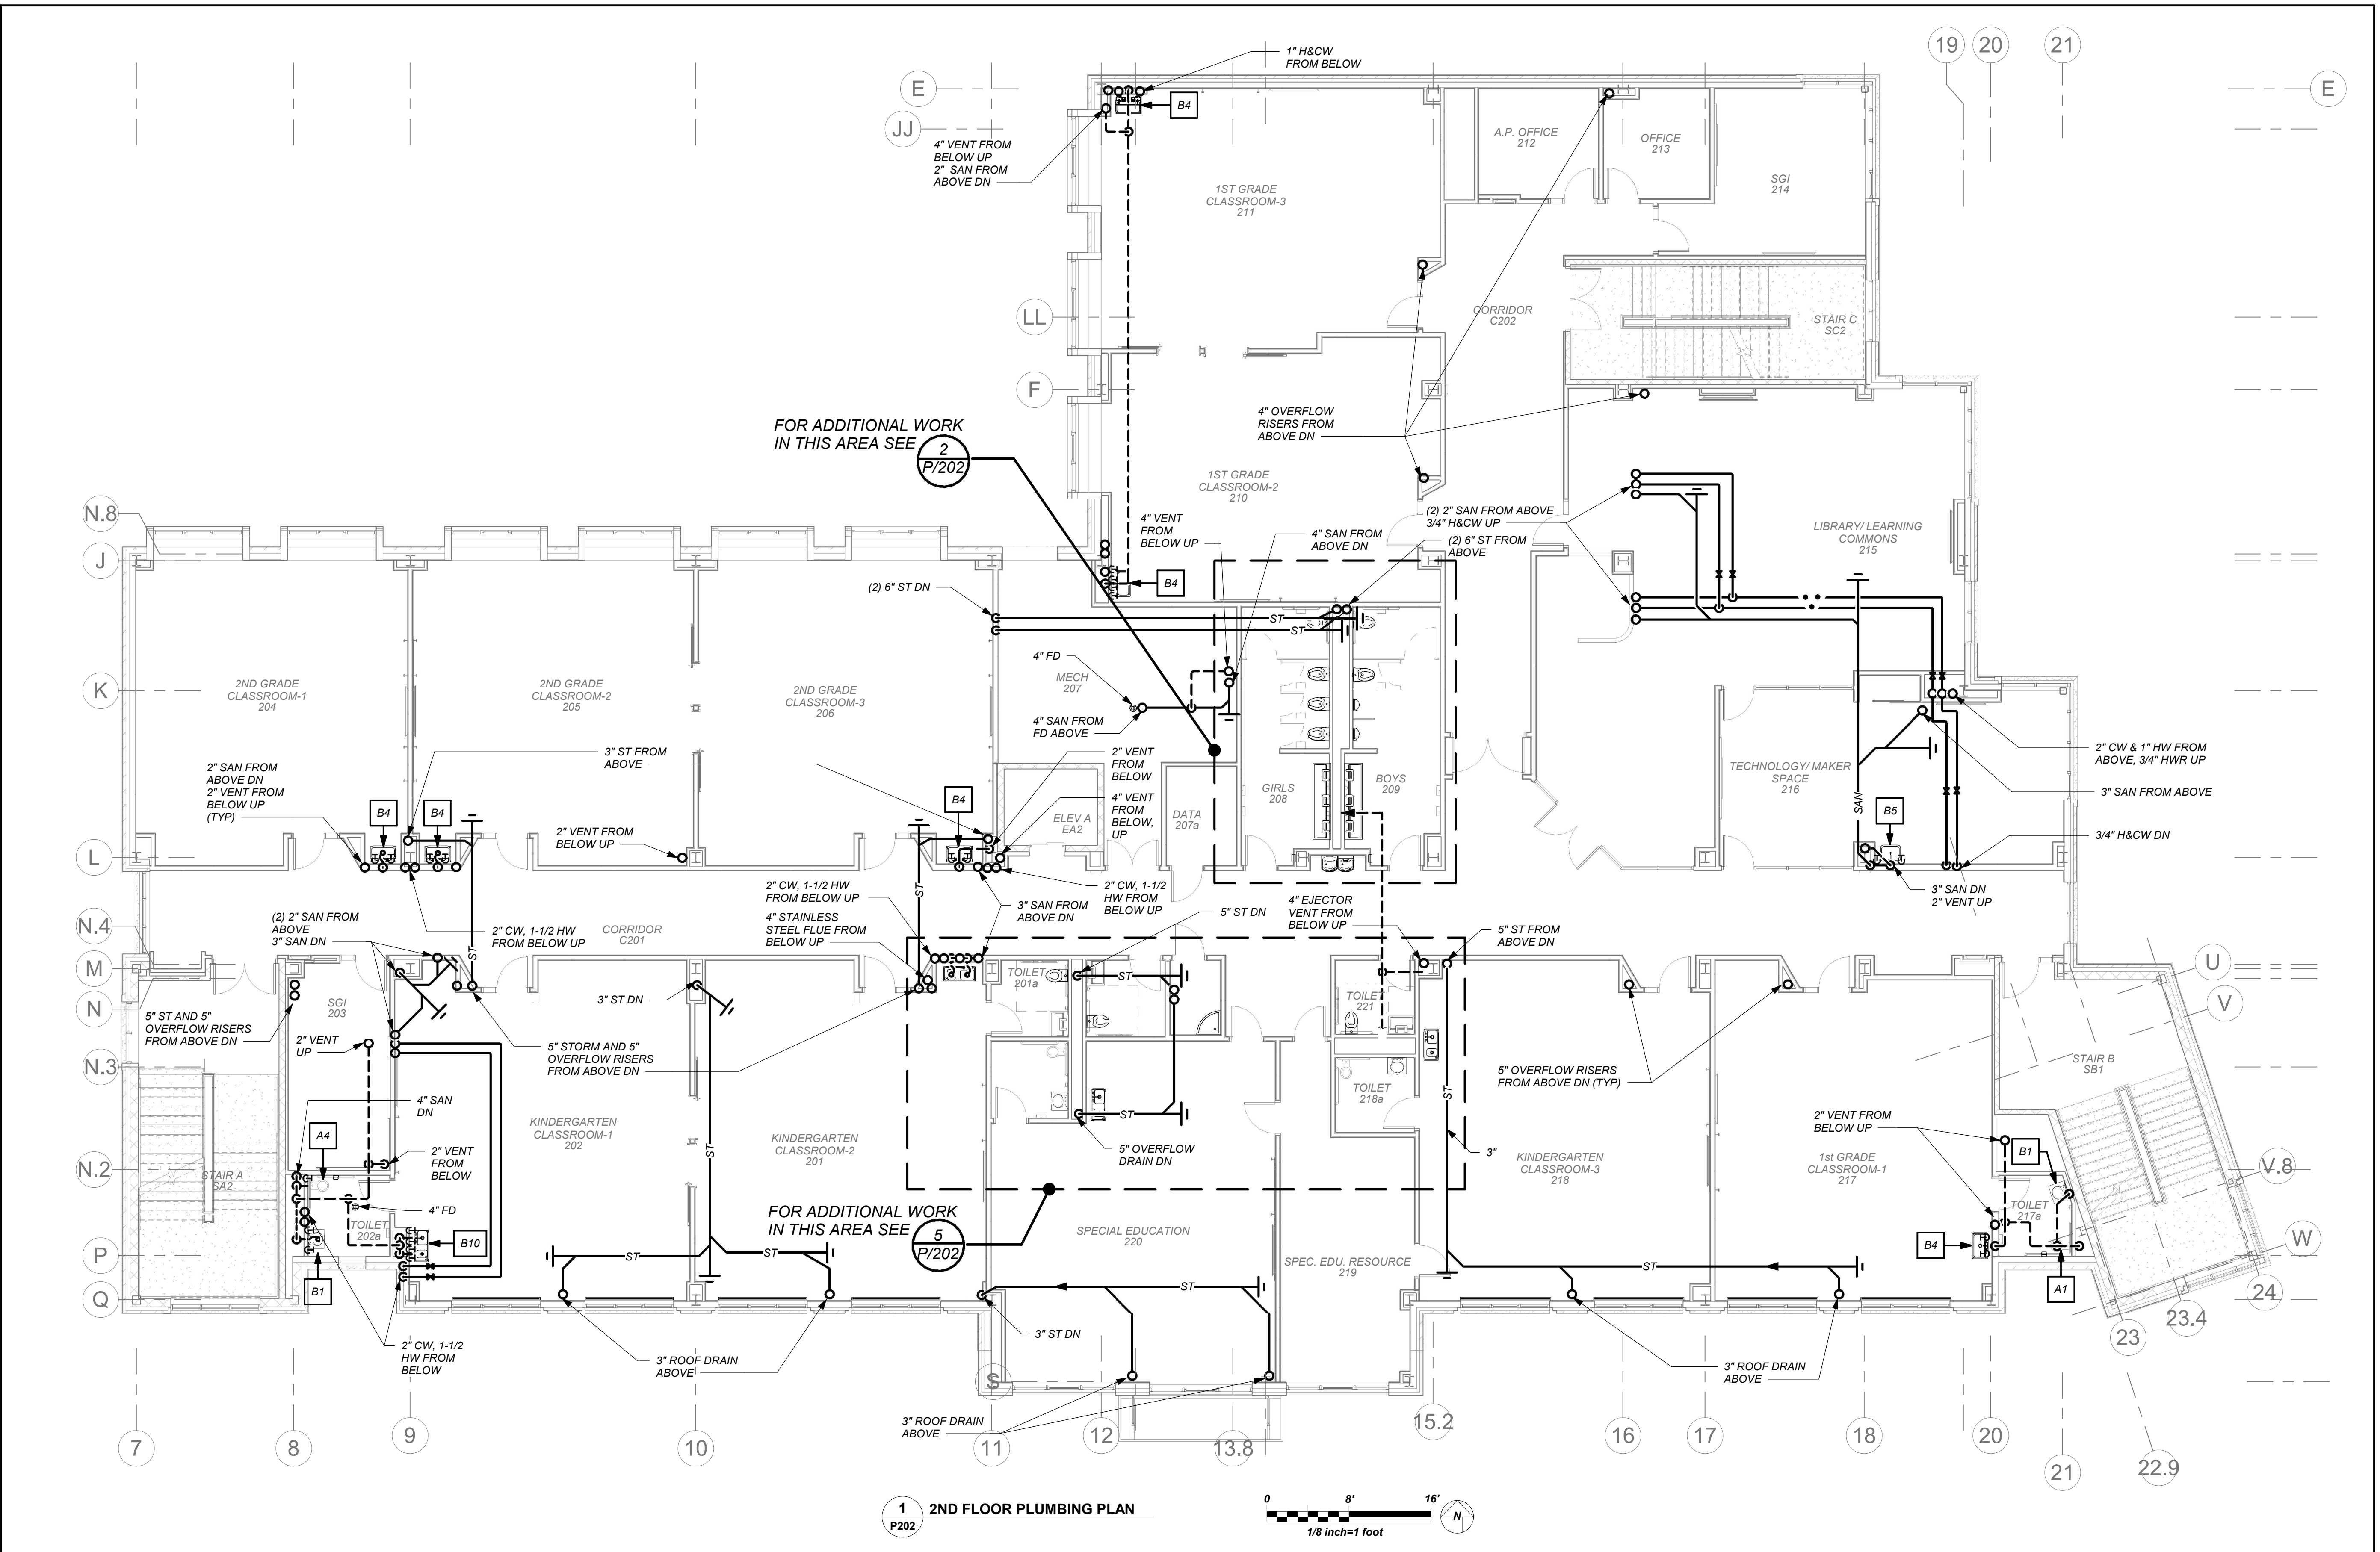 19
20
21
E
E
JJ
1" H&CW
FROM BELOW
B4
4" VENT FROM
BELOW UP
2" SAN FROM
ABOVE DN
A.P. OFFICE
212
OFFICE
213
SGI
214
1ST GRADE
CLASSROOM-3
211
LL
CORRIDOR
C202
STAIR C
SC2
F
4" OVERFLOW
RISERS FROM
ABOVE DN
FOR ADDITIONAL WORK
IN THIS AREA SEE
2
P/202
1ST GRADE
CLASSROOM-2
210
N.8
J
4" VENT
FROM
BELOW UP
4" SAN FROM
ABOVE DN
(2) 2" SAN FROM ABOVE
3/4" H&CW UP
(2) 6" ST FROM
ABOVE
LIBRARY/ LEARNING
COMMONS
215
B4
(2) 6" ST DN
ST
ST
K
2ND GRADE
CLASSROOM-1
204
2ND GRADE
CLASSROOM-2
205
2ND GRADE
CLASSROOM-3
206
4" FD
MECH
207
4" SAN FROM
FD ABOVE
3" ST FROM
ABOVE
2" VENT
FROM
BELOW
2" SAN FROM
ABOVE DN
2" VENT FROM
BELOW UP
(TYP)
B4
B4
B4
2" VENT FROM
BELOW UP
ELEV A
EA2
4" VENT
FROM
BELOW,
UP
DATA
207a
GIRLS
208
BOYS
209
TECHNOLOGY/ MAKER
SPACE
216
SAN
B5
2" CW & 1" HW FROM
ABOVE, 3/4" HWR UP
3" SAN FROM ABOVE
3/4" H&CW DN
L
3" SAN DN
2" VENT UP
N.4
(2) 2" SAN FROM
ABOVE
3" SAN DN
2" CW, 1-1/2 HW
FROM BELOW UP
CORRIDOR
C201
2" CW, 1-1/2 HW
FROM BELOW UP
4" STAINLESS
STEEL FLUE FROM
BELOW UP
ST
3" SAN FROM
ABOVE DN
2" CW, 1-1/2
HW FROM
BELOW UP
5" ST DN
4" EJECTOR
VENT FROM
BELOW UP
5" ST FROM
ABOVE DN
M
N
ST
SGI
203
5" ST AND 5"
OVERFLOW RISERS
FROM ABOVE DN
2" VENT
UP
3" ST DN
TOILET
201a
ST
TOILET
221
U
V
N.3
5" STORM AND 5"
OVERFLOW RISERS
FROM ABOVE DN
5" OVERFLOW RISERS
FROM ABOVE DN (TYP)
STAIR B
SB1
4" SAN
DN
A4
2" VENT
FROM
BELOW
KINDERGARTEN
CLASSROOM-1
202
ST
KINDERGARTEN
CLASSROOM-2
201
ST
5" OVERFLOW
DRAIN DN
TOILET
218a
ST
3"
KINDERGARTEN
CLASSROOM-3
218
2" VENT FROM
BELOW UP
1st GRADE
CLASSROOM-1
217
B1
N.2
STAIR A
SA2
V.8
4" FD
TOILET
202a
B10
FOR ADDITIONAL WORK
IN THIS AREA SEE
5
P/202
SPECIAL EDUCATION
220
SPEC. EDU. RESOURCE
219
TOILET
217a
B4
W
P
Q
B1
ST
ST
ST
ST
A1
24
23.4
23
2" CW, 1-1/2
HW FROM
BELOW
3" ROOF DRAIN
ABOVE
3" ST DN
3" ROOF DRAIN
ABOVE
S
3" ROOF DRAIN
ABOVE
7
8
9
10
11
12
13.8
15.2
16
17
18
20
21
22.9
1
P202
2ND FLOOR PLUMBING PLAN
0 8' 16'
1/8 inch=1 foot
N